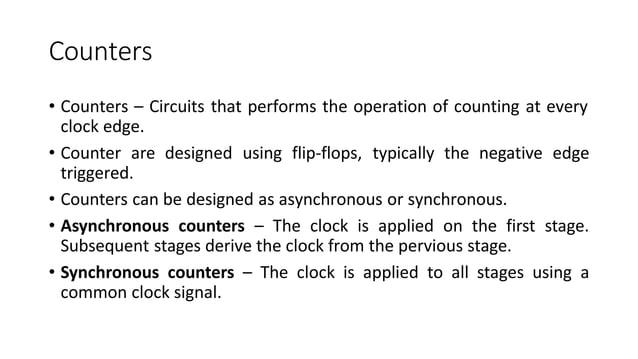 Counters
• Counters – Circuits that performs the operation of counting at every
clock edge.
• Counter are designed using flip-flops, typically the negative edge
triggered.
• Counters can be designed as asynchronous or synchronous.
• Asynchronous counters – The clock is applied on the first stage.
Subsequent stages derive the clock from the pervious stage.
• Synchronous counters – The clock is applied to all stages using a
common clock signal.